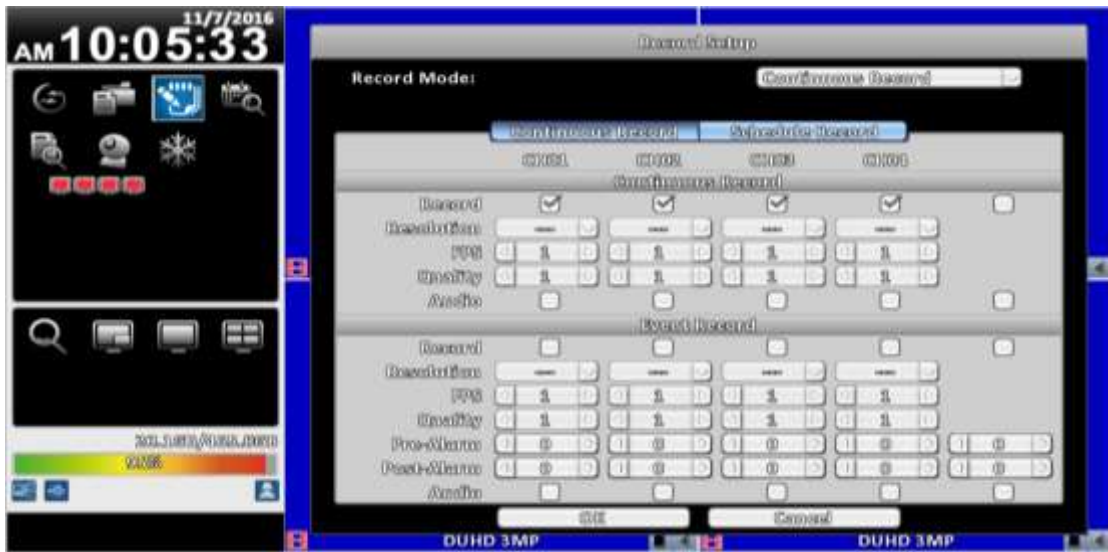 11/7/2016
AM 10:05:33
Record Setup
Record Mode: Continuous Record
Continuous Record Schedule Record
CH01 CH02 CH03 CH04
Continuous Record
Record
Resolution ---- ---- ---- ----
FPS 1 1 1 1
Quality 1 1 1 1
Audio
Event Record
Record
Resolution ---- ---- ---- ----
FPS 1 1 1 1
Quality 1 1 1 1
Pre-Alarm 0 0 0 0 0
Post-Alarm 0 0 0 0 0
Audio
OK Cancel
DUHD 3MP DUHD 3MP